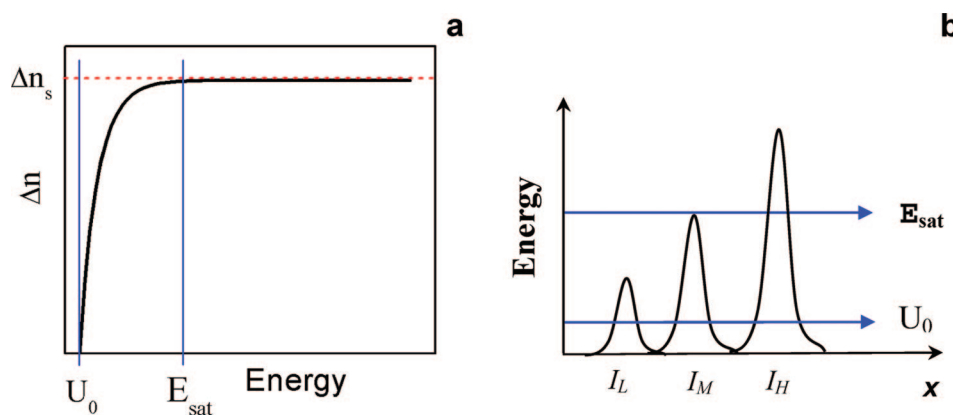 a
Δn_s
Δn
U_0
E_sat
Energy
b
Energy
E_sat
U_0
I_L
I_M
I_H
x